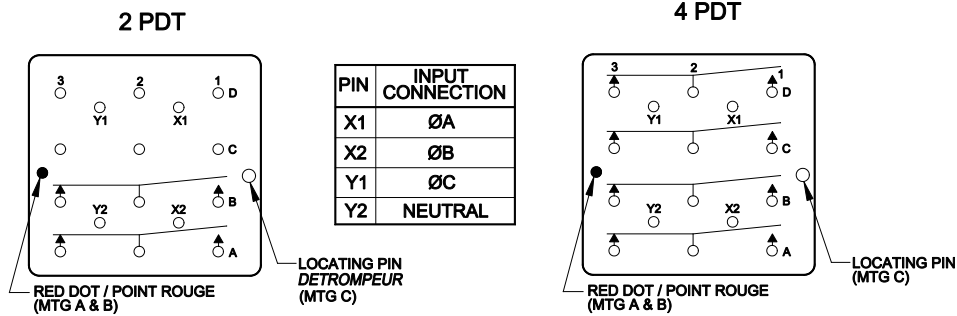 2 PDT
3 2 1
D
Y1 X1
C
B
Y2 X2
A
RED DOT / POINT ROUGE
(MTG A & B)
LOCATING PIN
DETROMPEUR
(MTG C)
PIN INPUT CONNECTION
X1 ØA
X2 ØB
Y1 ØC
Y2 NEUTRAL
4 PDT
3 2 1
D
Y1 X1
C
B
Y2 X2
A
RED DOT / POINT ROUGE
(MTG A & B)
LOCATING PIN
(MTG C)